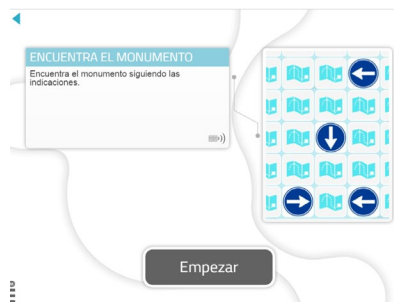 ENCUENTRA EL MONUMENTO
Encuentra el monumento siguiendo las
indicaciones.
Empezar